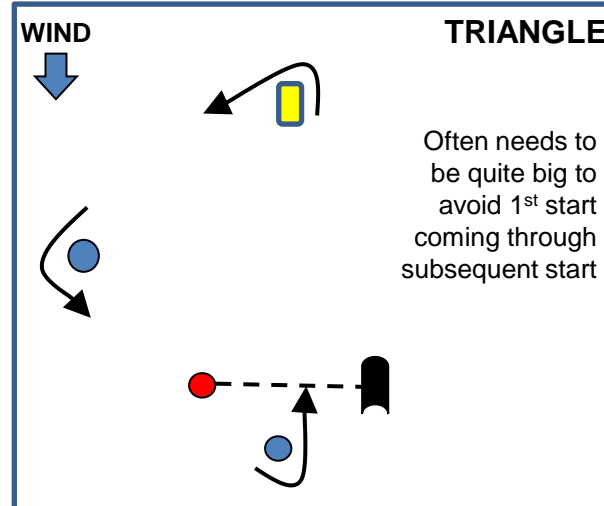 WIND
TRIANGLE
Often needs to
be quite big to
avoid 1st start
coming through
subsequent start